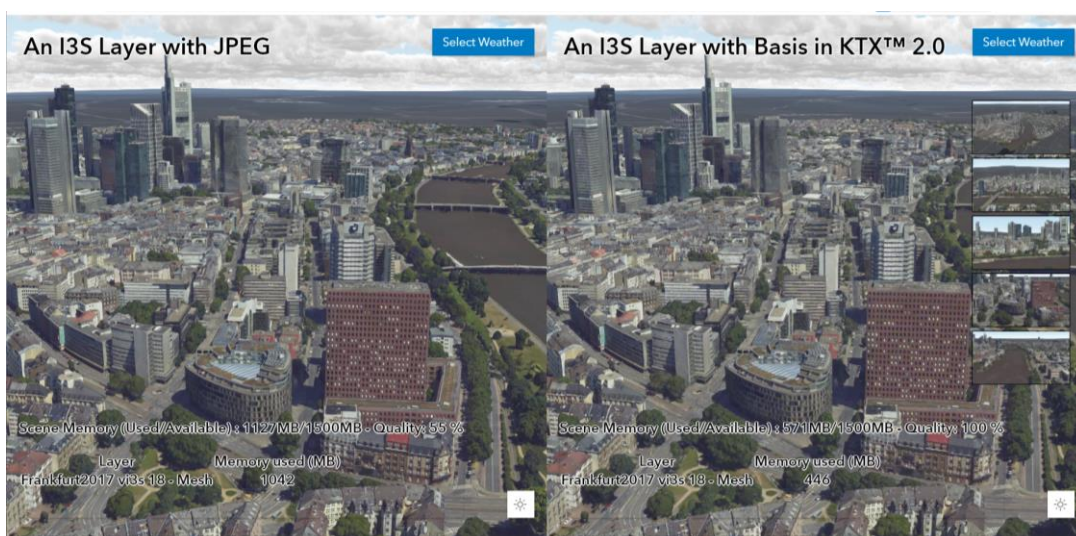 An I3S Layer with JPEG
Select Weather
Scene Memory (Used/Available) : 1127MB/1500MB - Quality: 55 %
Layer Memory used (MB)
Frankfurt2017 vi3s 18 - Mesh 1042
An I3S Layer with Basis in KTX™ 2.0
Select Weather
Scene Memory (Used/Available) : 571MB/1500MB - Quality: 100 %
Layer Memory used (MB)
Frankfurt2017 vi3s 18 - Mesh 446